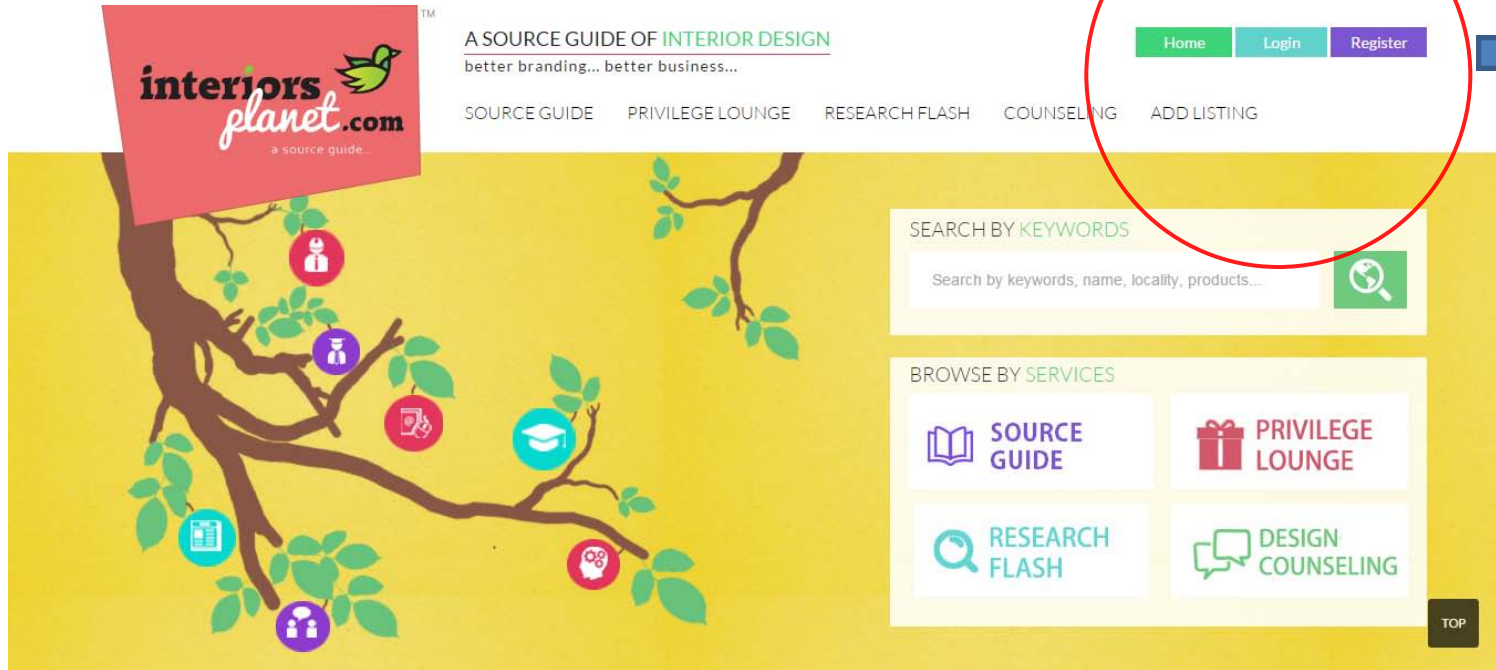 TM
interiors
planet.com
a source guide...
A SOURCE GUIDE OF INTERIOR DESIGN
better branding... better business...
Home Login Register
SOURCE GUIDE PRIVILEGE LOUNGE RESEARCH FLASH COUNSELING ADD LISTING
SEARCH BY KEYWORDS
Search by keywords, name, locality, products...
BROWSE BY SERVICES
SOURCE
GUIDE
PRIVILEGE
LOUNGE
RESEARCH
FLASH
DESIGN
COUNSELING
TOP